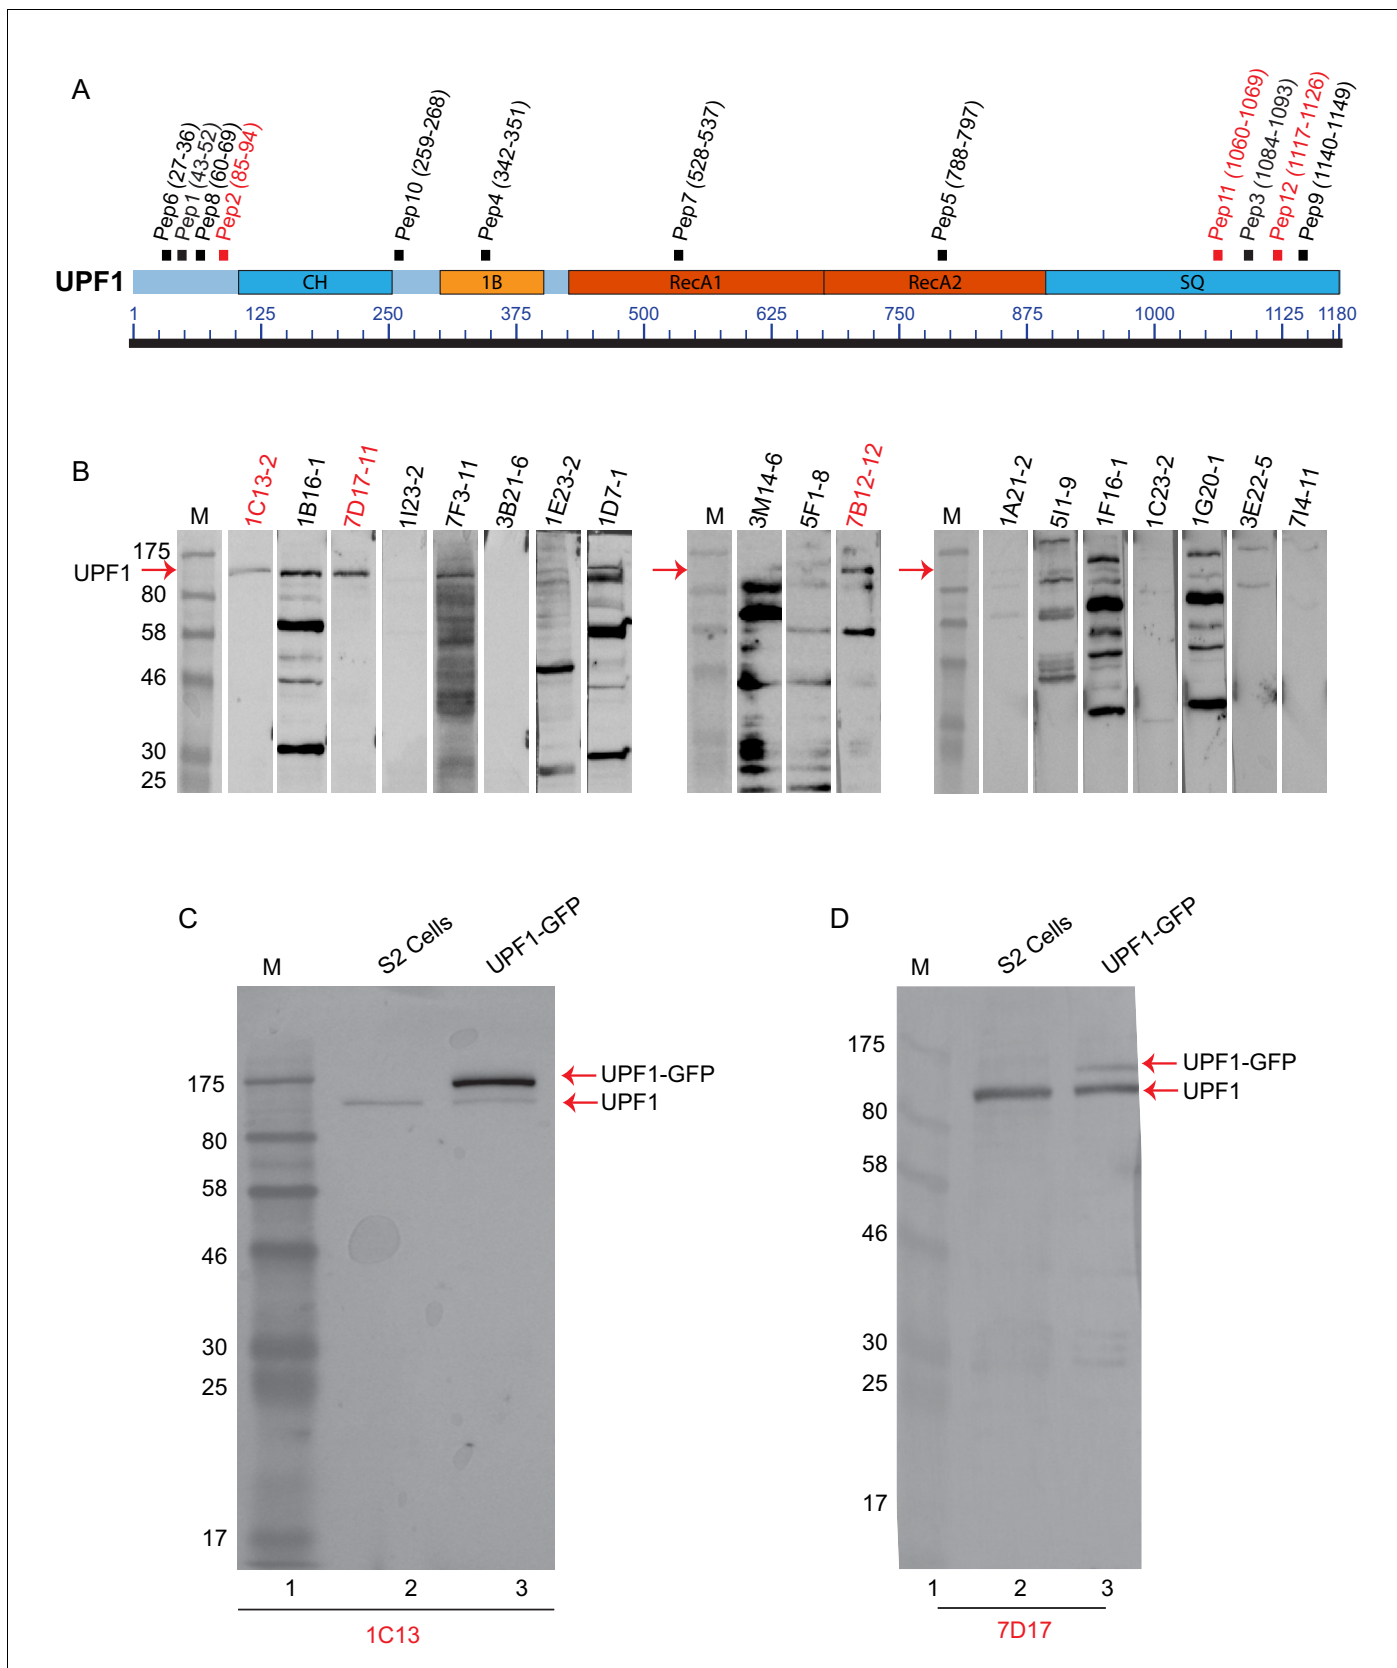 A
Pep6 (27-36)
Pep1 (43-52)
Pep8 (60-69)
Pep2 (85-94)
Pep10 (259-268)
Pep4 (342-351)
Pep7 (528-537)
Pep5 (788-797)
Pep11 (1060-1069)
Pep3 (1084-1093)
Pep12 (1117-1126)
Pep9 (1140-1149)
UPF1 CH 1B RecA1 RecA2 SQ
1 125 250 375 500 625 750 875 1000 1125 1180
B
M 1C13-2 1B16-1 7D17-11 1I23-2 7F3-11 3B21-6 1E23-2 1D7-1
M 3M14-6 5F1-8 7B12-12
M 1A21-2 5I1-9 1F16-1 1C23-2 1G20-1 3E22-5 7I4-11
175
UPF1
80
58
46
30
25
C
M S2 Cells UPF1-GFP
175
80
58
46
30
25
17
UPF1-GFP
UPF1
1 2 3
1C13
D
M S2 Cells UPF1-GFP
175
80
58
46
30
25
17
UPF1-GFP
UPF1
1 2 3
7D17